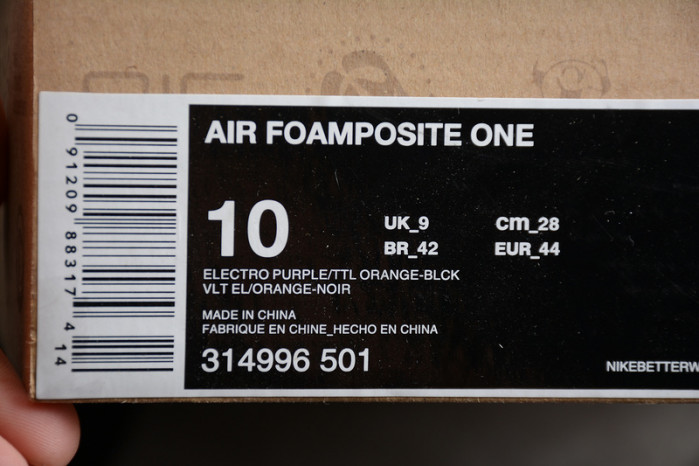 0 91209 88317 4 14
AIR FOAMPOSITE ONE
10
UK_9 cm_28
BR_42 EUR_44
ELECTRO PURPLE/TTL ORANGE-BLCK
VLT EL/ORANGE-NOIR
MADE IN CHINA
FABRIQUE EN CHINE_HECHO EN CHINA
314996 501
NIKEBETTERW